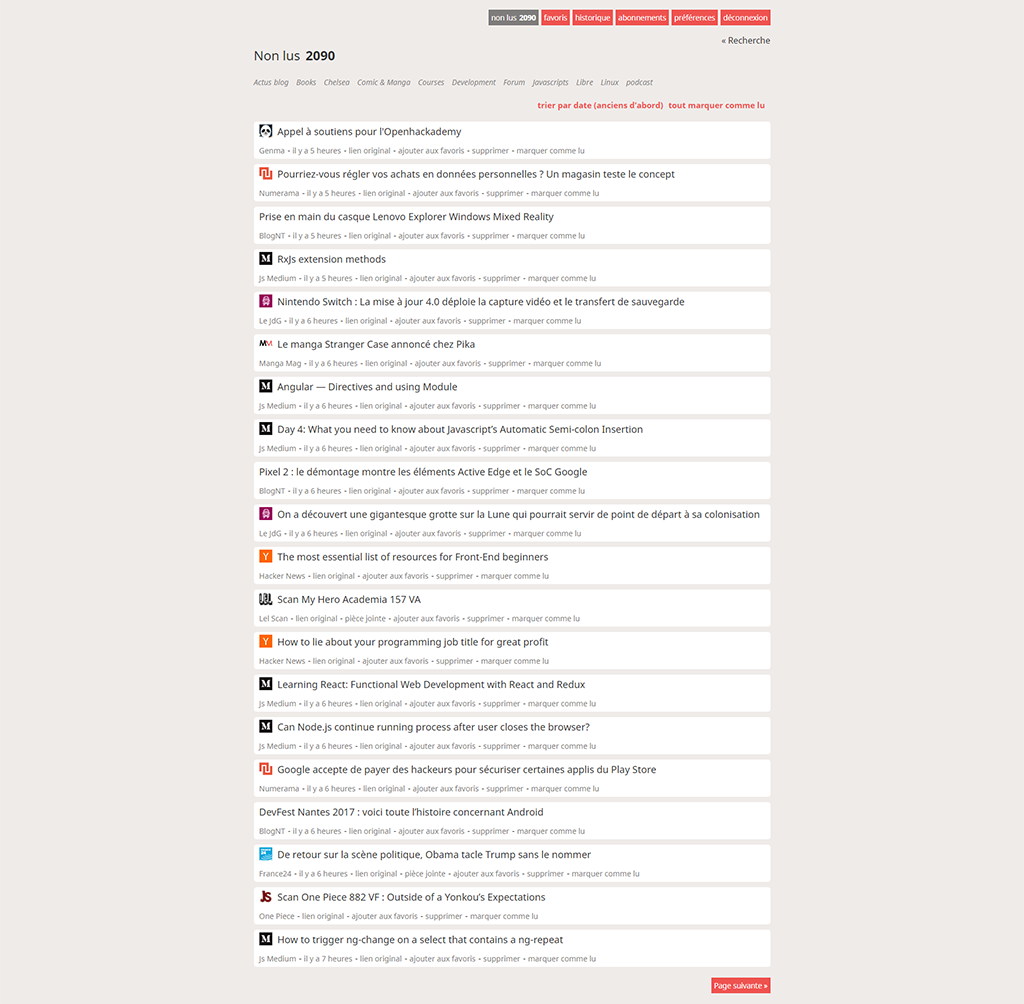 non lus 2090 favoris historique abonnements préférences déconnexion
« Recherche
Non lus 2090
Actus blog Books Chelsea Comic & Manga Courses Development Forum Javascripts Libre Linux podcast
trier par date (anciens d'abord) tout marquer comme lu
Appel à soutiens pour l'Openhackademy
Genma - il y a 5 heures - lien original - ajouter aux favoris - supprimer - marquer comme lu
Pourriez-vous régler vos achats en données personnelles ? Un magasin teste le concept
Numerama - il y a 5 heures - lien original - ajouter aux favoris - supprimer - marquer comme lu
Prise en main du casque Lenovo Explorer Windows Mixed Reality
BlogNT - il y a 5 heures - lien original - ajouter aux favoris - supprimer - marquer comme lu
M RxJs extension methods
Js Medium - il y a 5 heures - lien original - ajouter aux favoris - supprimer - marquer comme lu
Nintendo Switch : La mise à jour 4.0 déploie la capture vidéo et le transfert de sauvegarde
Le JdG - il y a 6 heures - lien original - ajouter aux favoris - supprimer - marquer comme lu
MM Le manga Stranger Case annoncé chez Pika
Manga Mag - il y a 6 heures - lien original - ajouter aux favoris - supprimer - marquer comme lu
M Angular — Directives and using Module
Js Medium - il y a 6 heures - lien original - ajouter aux favoris - supprimer - marquer comme lu
M Day 4: What you need to know about Javascript’s Automatic Semi-colon Insertion
Js Medium - il y a 6 heures - lien original - ajouter aux favoris - supprimer - marquer comme lu
Pixel 2 : le démontage montre les éléments Active Edge et le SoC Google
BlogNT - il y a 6 heures - lien original - ajouter aux favoris - supprimer - marquer comme lu
On a découvert une gigantesque grotte sur la Lune qui pourrait servir de point de départ à sa colonisation
Le JdG - il y a 6 heures - lien original - ajouter aux favoris - supprimer - marquer comme lu
Y The most essential list of resources for Front-End beginners
Hacker News - lien original - ajouter aux favoris - supprimer - marquer comme lu
Scan My Hero Academia 157 VA
Lel Scan - lien original - pièce jointe - ajouter aux favoris - supprimer - marquer comme lu
Y How to lie about your programming job title for great profit
Hacker News - lien original - ajouter aux favoris - supprimer - marquer comme lu
M Learning React: Functional Web Development with React and Redux
Js Medium - il y a 6 heures - lien original - ajouter aux favoris - supprimer - marquer comme lu
M Can Node.js continue running process after user closes the browser?
Js Medium - il y a 6 heures - lien original - ajouter aux favoris - supprimer - marquer comme lu
Google accepte de payer des hackeurs pour sécuriser certaines applis du Play Store
Numerama - il y a 6 heures - lien original - ajouter aux favoris - supprimer - marquer comme lu
DevFest Nantes 2017 : voici toute l’histoire concernant Android
BlogNT - il y a 6 heures - lien original - ajouter aux favoris - supprimer - marquer comme lu
De retour sur la scène politique, Obama tacle Trump sans le nommer
France24 - il y a 6 heures - lien original - pièce jointe - ajouter aux favoris - supprimer - marquer comme lu
JS Scan One Piece 882 VF : Outside of a Yonkou’s Expectations
One Piece - lien original - ajouter aux favoris - supprimer - marquer comme lu
M How to trigger ng-change on a select that contains a ng-repeat
Js Medium - il y a 7 heures - lien original - ajouter aux favoris - supprimer - marquer comme lu
Page suivante »